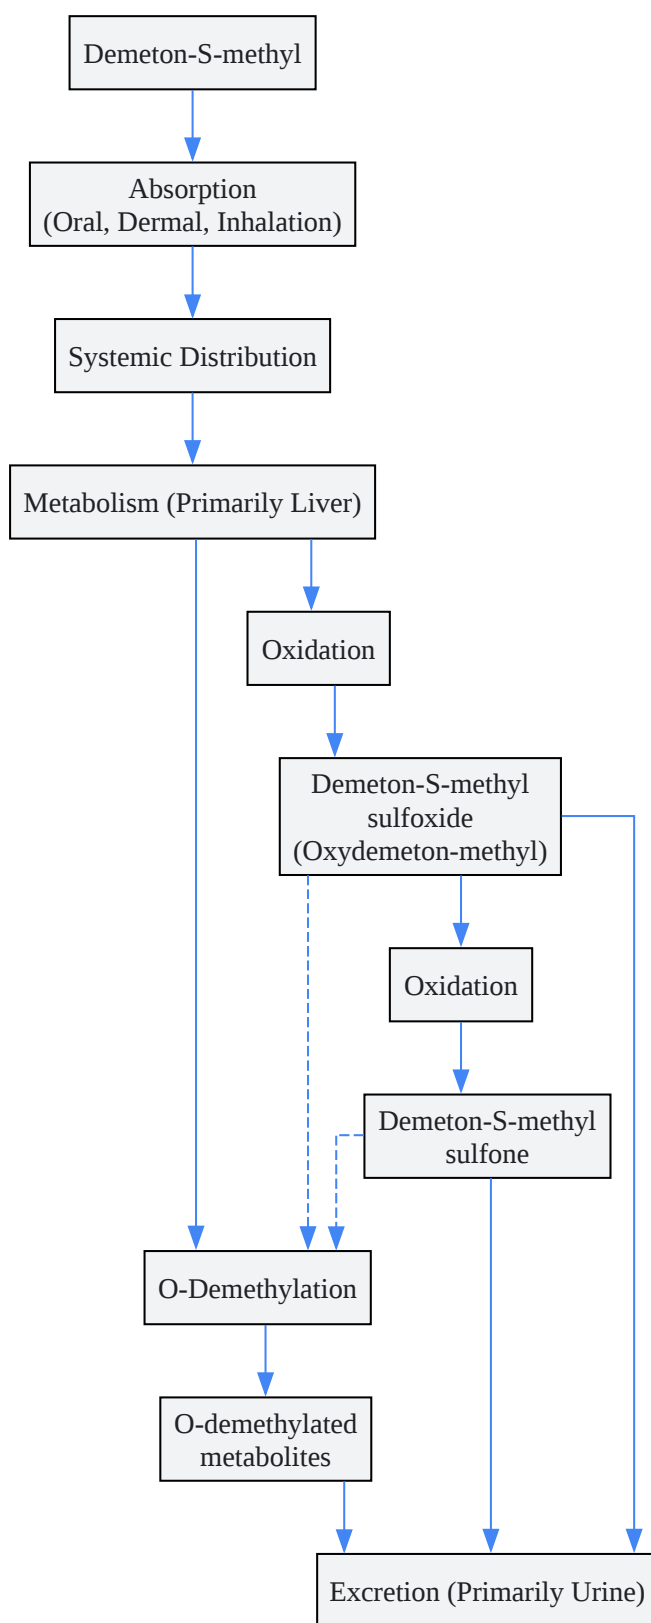 Demeton-S-methyl
Absorption
(Oral, Dermal, Inhalation)
Systemic Distribution
Metabolism (Primarily Liver)
Oxidation
Demeton-S-methyl
sulfoxide
(Oxydemeton-methyl)
Oxidation
Demeton-S-methyl
sulfone
O-Demethylation
O-demethylated
metabolites
Excretion (Primarily Urine)